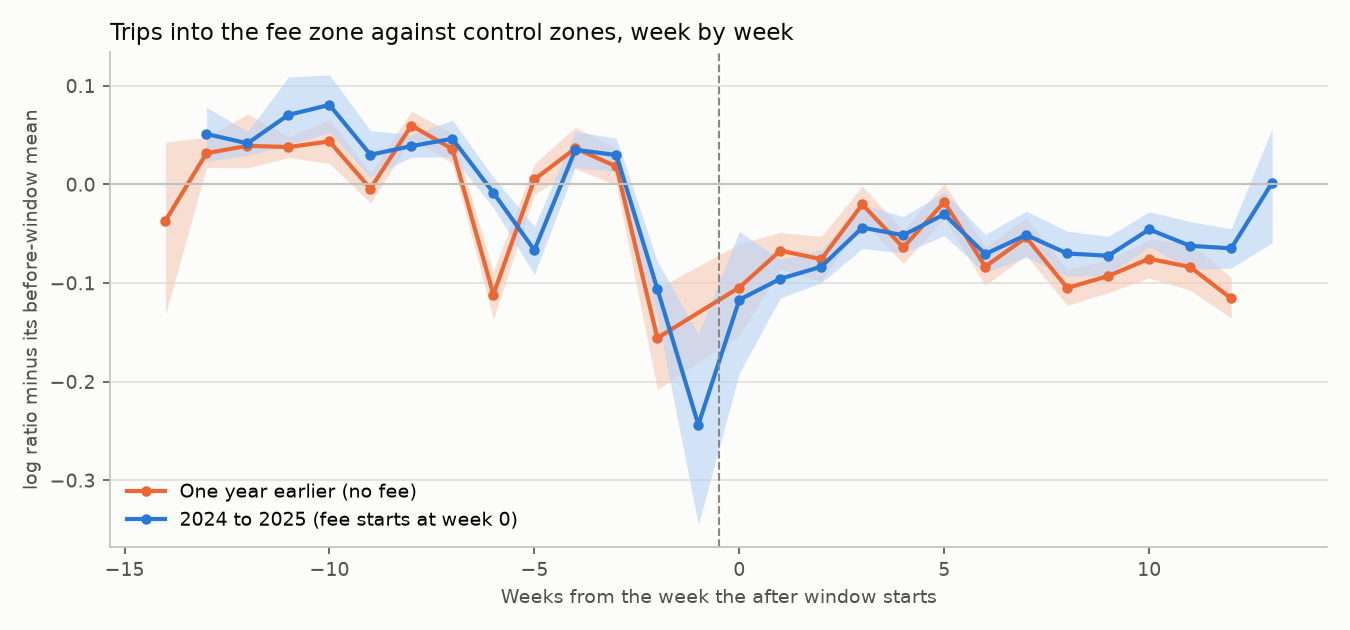 Trips into the fee zone against control zones, week by week
log ratio minus its before-window mean
0.1
0.0
−0.1
−0.2
−0.3
One year earlier (no fee)
2024 to 2025 (fee starts at week 0)
−15
−10
−5
0
5
10
Weeks from the week the after window starts